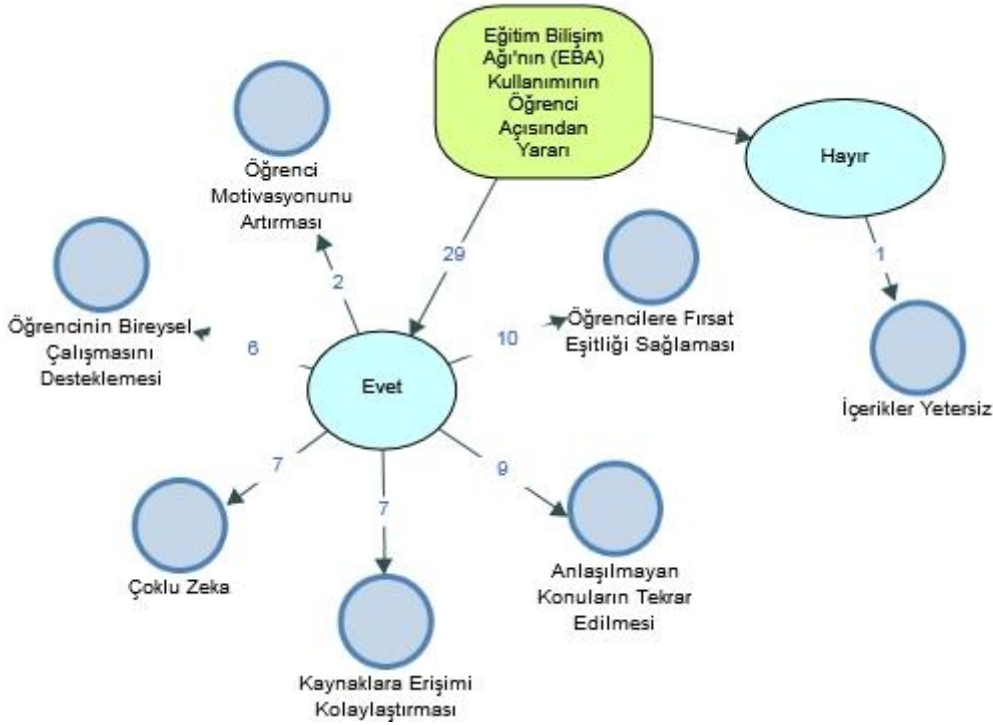 Eğitim Bilişim
Ağı'nın (EBA)
Kullanımının
Öğrenci
Açısından
Yararı
Hayır
Öğrenci
Motivasyonunu
Artırması
29
1
2
Öğrencilere Fırsat
Eşitliği Sağlaması
10
Öğrencinin Bireysel
Çalışmasını
Desteklemesi
6
Evet
İçerikler Yetersiz
7
7
9
Çoklu Zeka
Anlaşılmayan
Konuların Tekrar
Edilmesi
Kaynaklara Erişimi
Kolaylaştırması